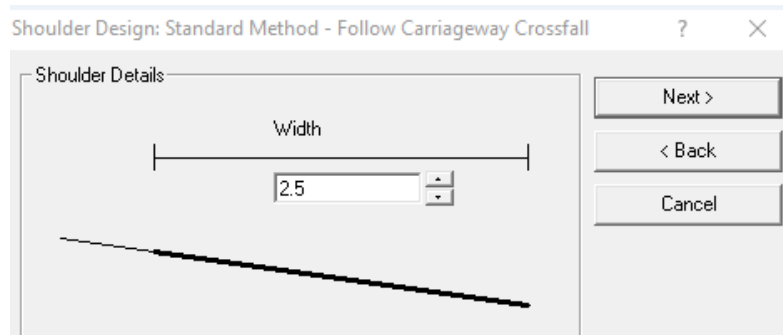 Shoulder Design: Standard Method - Follow Carriageway Crossfall ?
Shoulder Details
Width
2.5
Next >
< Back
Cancel